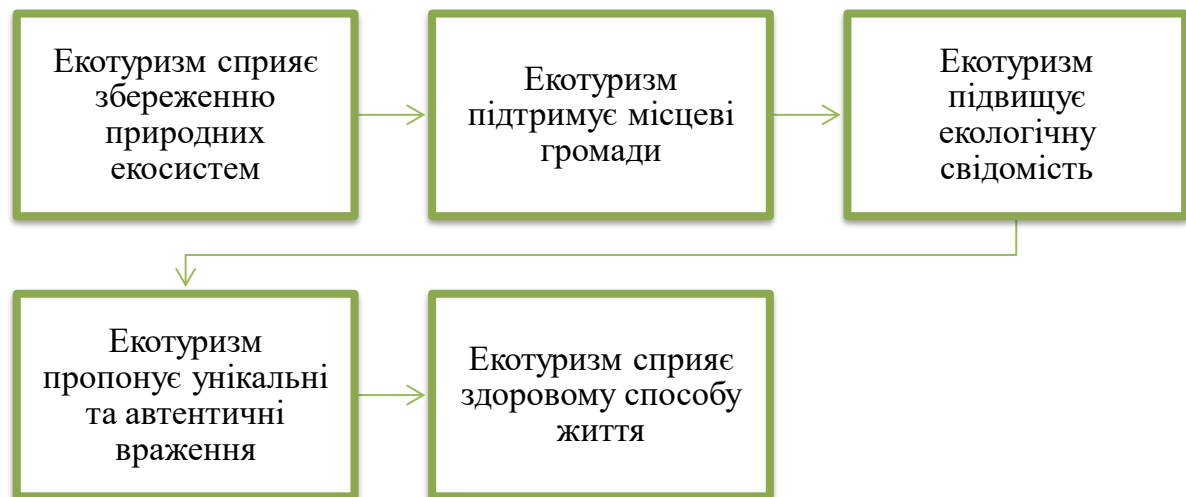 Екотуризм сприяє
збереженню
природних
екосистем
Екотуризм
підтримує місцеві
громади
Екотуризм
підвищує
екологічну
свідомість
Екотуризм
пропонує унікальні
та автентичні
враження
Екотуризм сприяє
здоровому способу
життя